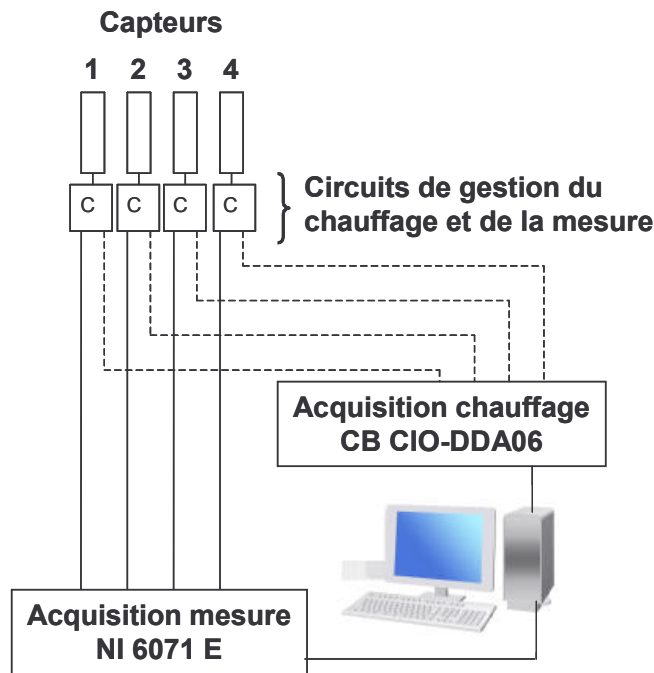 Capteurs
1 2 3 4
C C C C
Circuits de gestion du
chauffage et de la mesure
Acquisition chauffage
CB CIO-DDA06
Acquisition mesure
NI 6071 E